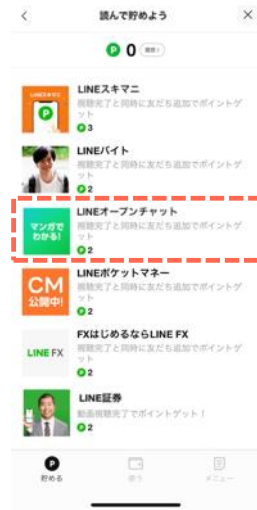 読んで貯めよう
P 0 履歴
LINEスキマニ
LINEスキマニ
P
視聴完了と同時に友だち追加でポイントゲ
ット
P 3
LINEバイト
視聴完了と同時に友だち追加でポイントゲ
ット
P 2
マンガで
わかる!
LINEオープンチャット
視聴完了と同時に友だち追加でポイントゲ
ット
P 2
CM
公開中!
LINEポケットマネー
視聴完了と同時に友だち追加でポイントゲ
ット
P 2
LINE FX
FXはじめるならLINE FX
視聴完了と同時に友だち追加でポイントゲ
ット
P 2
LINE証券
動画視聴完了でポイントゲット!
P 2
P
貯める
使う
メニュー